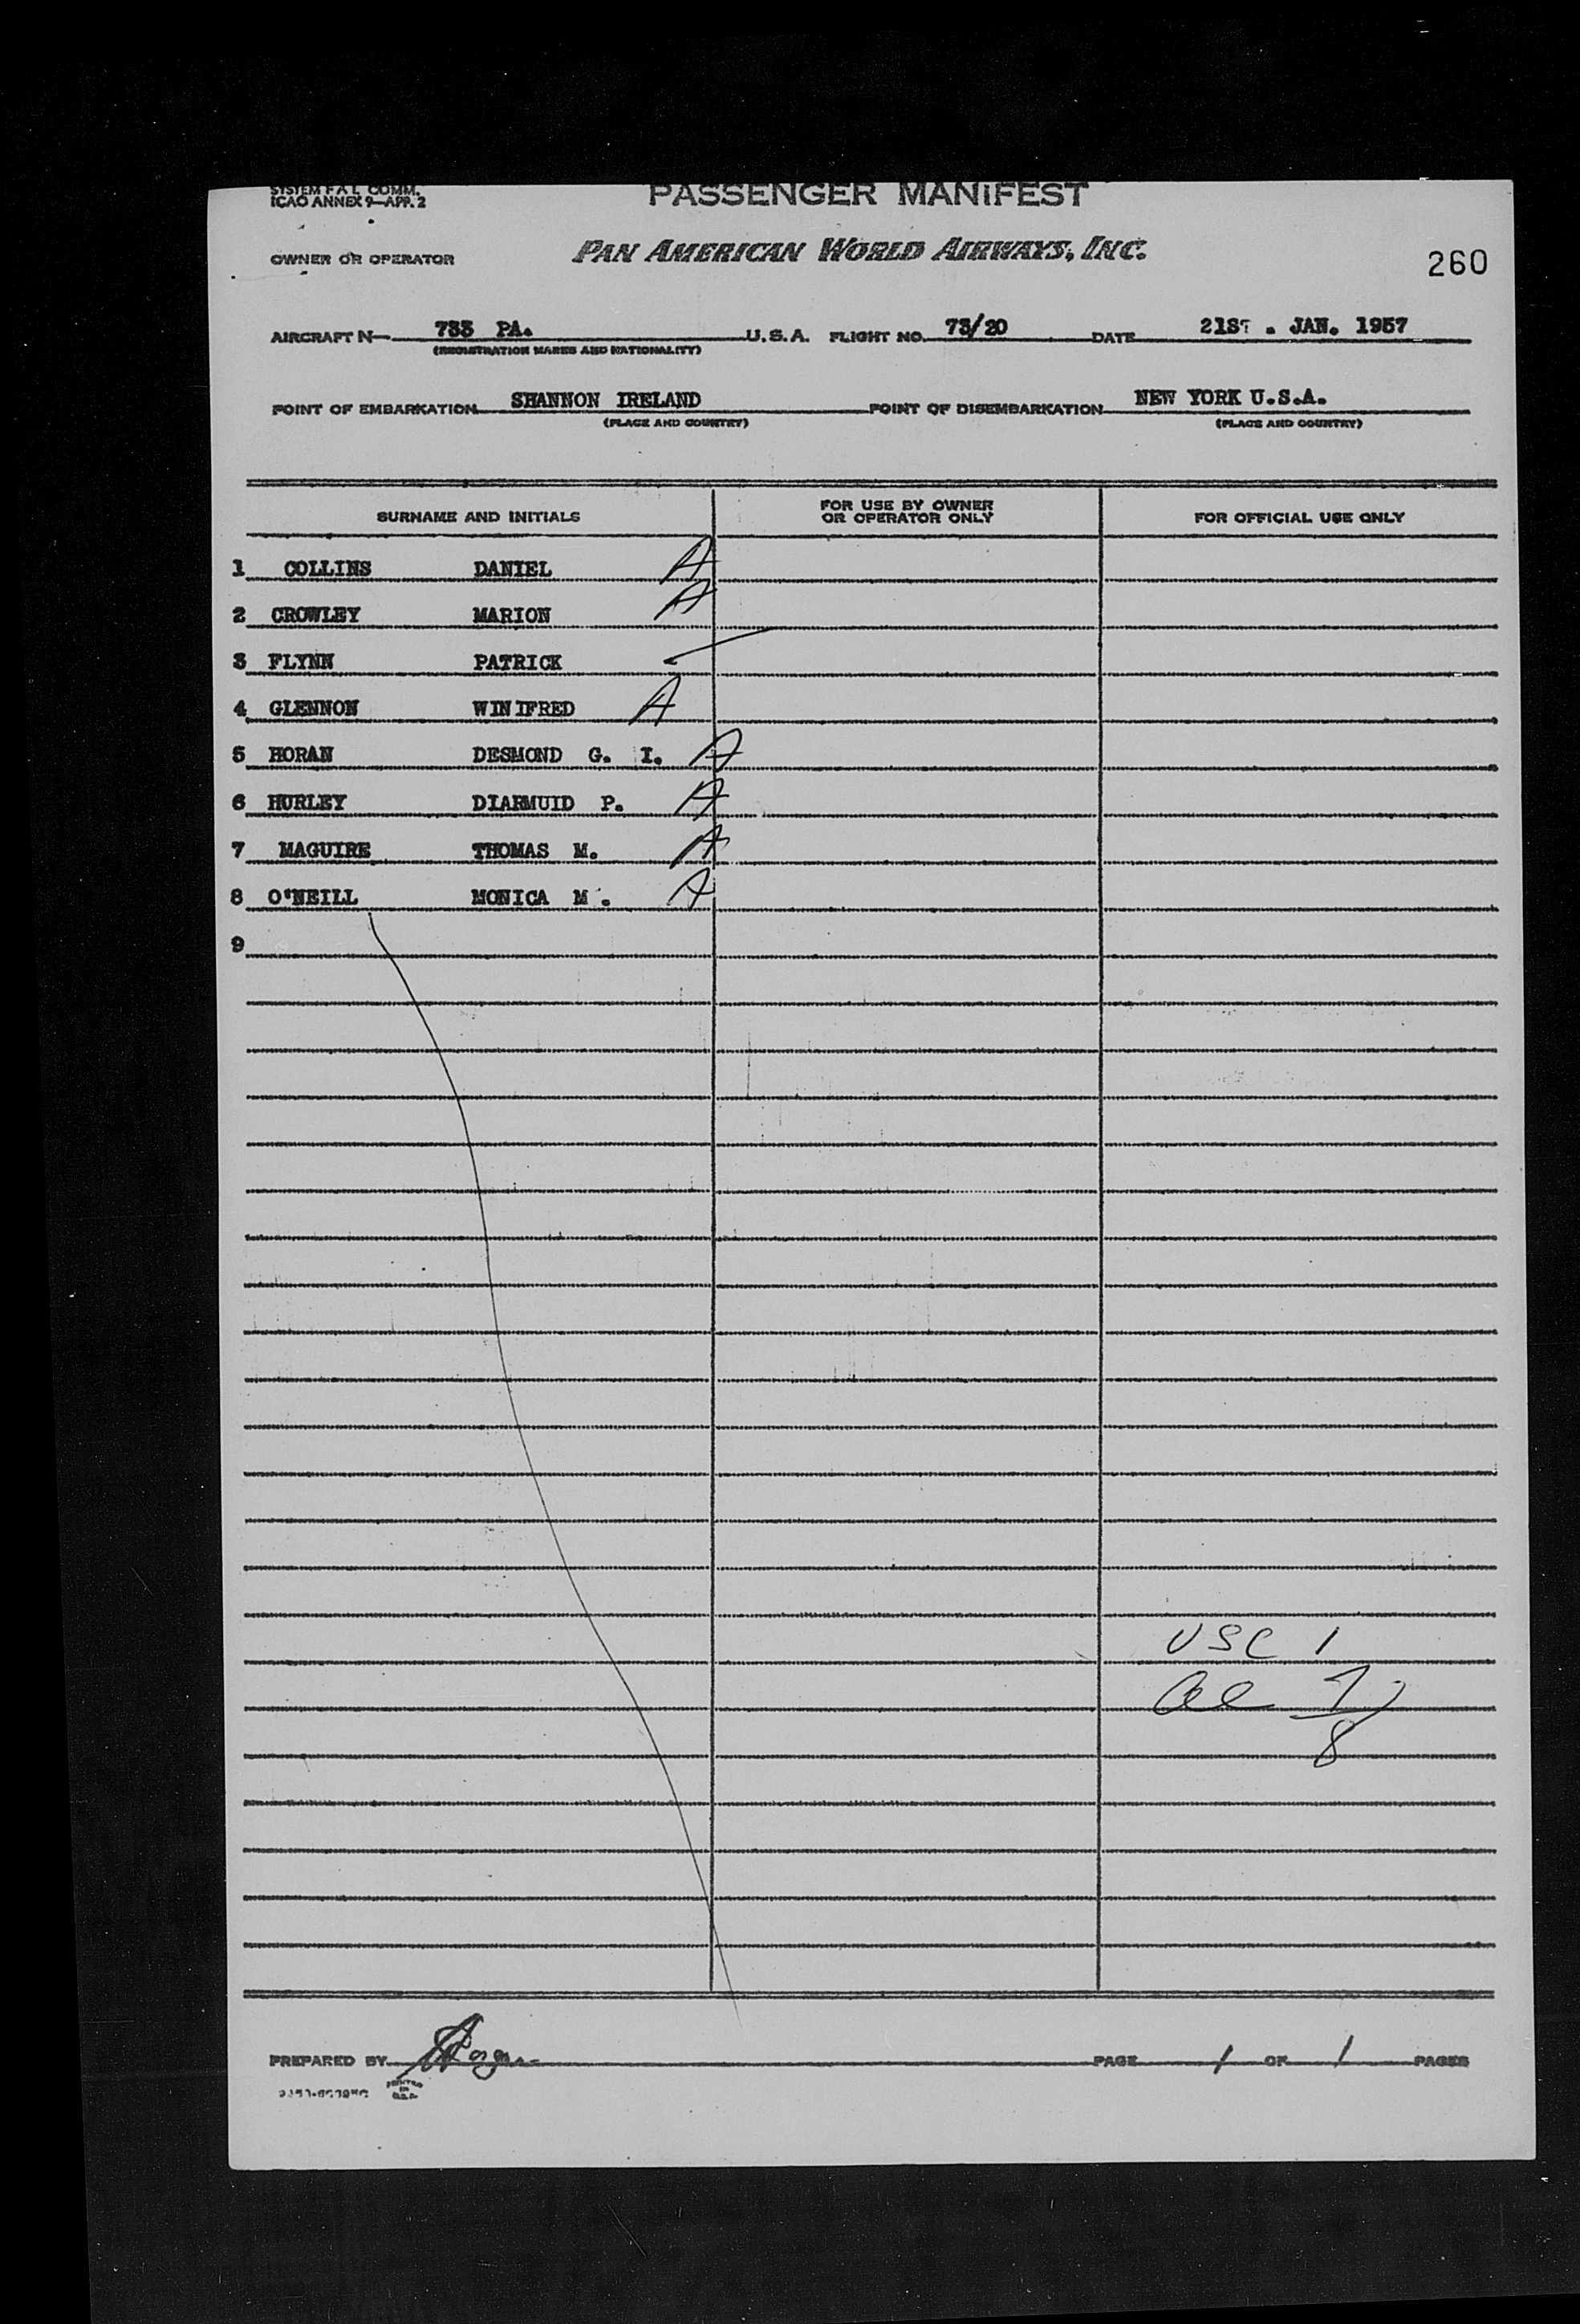 SYSTEM F A L COMM.
ICAO ANNEX 9—APP. 2
PASSENGER MANIFEST
OWNER OR OPERATOR
PAN AMERICAN WORLD AIRWAYS, INC.
260
AIRCRAFT N— 733 PA. U.S.A. FLIGHT NO. 73/20 DATE 21ST . JAN. 1957
(REGISTRATION MARKS AND NATIONALITY)
POINT OF EMBARKATION SHANNON IRELAND POINT OF DISEMBARKATION NEW YORK U.S.A.
(PLACE AND COUNTRY) (PLACE AND COUNTRY)
SURNAME AND INITIALS FOR USE BY OWNER OR OPERATOR ONLY FOR OFFICIAL USE ONLY
1 COLLINS DANIEL A
2 CROWLEY MARION A
3 FLYNN PATRICK
4 GLENNON WINIFRED A
5 HORAN DESMOND G. I. A
6 HURLEY DIARMUID P. A
7 MAGUIRE THOMAS M. A
8 O'NEILL MONICA M. A
9
USC 1
7
8
PREPARED BY PAGE 1 OF 1 PAGES
PRINTED IN U.S.A.